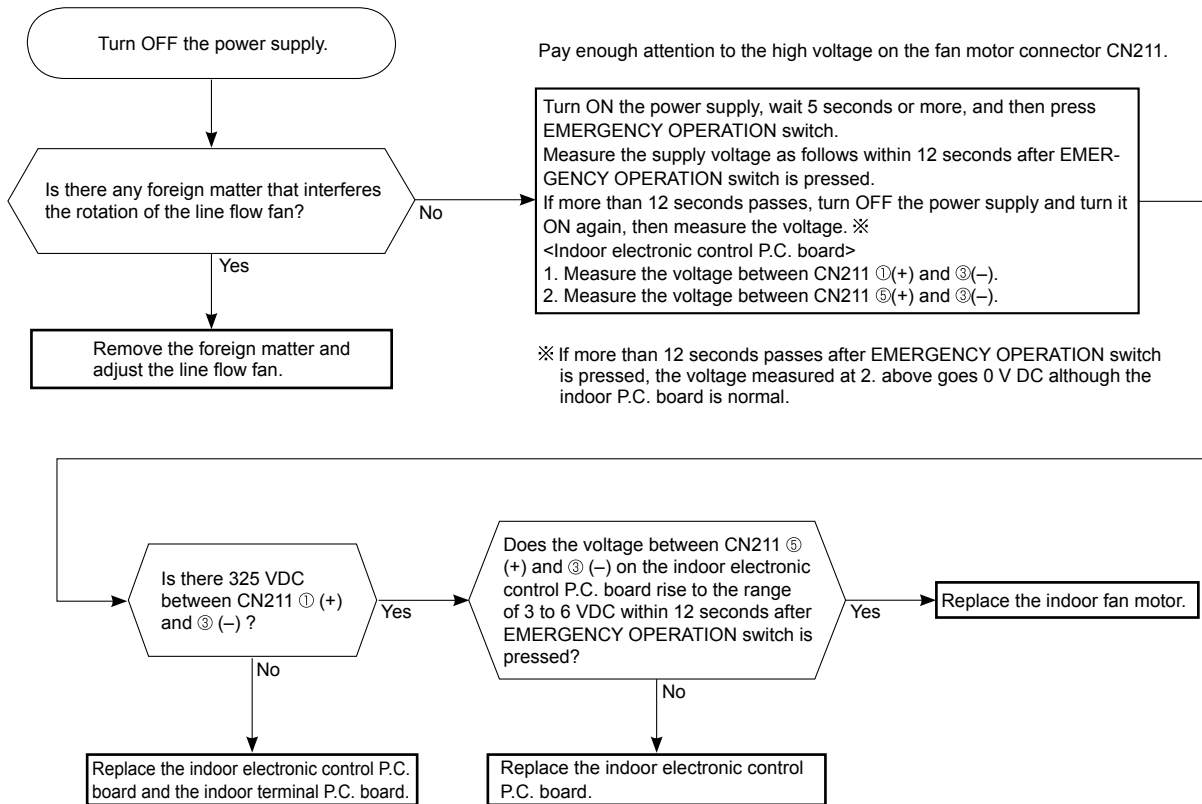 Turn OFF the power supply.
Pay enough attention to the high voltage on the fan motor connector CN211.
Is there any foreign matter that interferes
the rotation of the line flow fan?
No
Yes
Remove the foreign matter and
adjust the line flow fan.
Turn ON the power supply, wait 5 seconds or more, and then press
EMERGENCY OPERATION switch.
Measure the supply voltage as follows within 12 seconds after EMER-
GENCY OPERATION switch is pressed.
If more than 12 seconds passes, turn OFF the power supply and turn it
ON again, then measure the voltage. ※
<Indoor electronic control P.C. board>
1. Measure the voltage between CN211 ①(+) and ③(–).
2. Measure the voltage between CN211 ⑤(+) and ③(–).
※ If more than 12 seconds passes after EMERGENCY OPERATION switch
is pressed, the voltage measured at 2. above goes 0 V DC although the
indoor P.C. board is normal.
Is there 325 VDC
between CN211 ① (+)
and ③ (–) ?
Yes
No
Replace the indoor electronic control P.C.
board and the indoor terminal P.C. board.
Does the voltage between CN211 ⑤
(+) and ③ (–) on the indoor electronic
control P.C. board rise to the range
of 3 to 6 VDC within 12 seconds after
EMERGENCY OPERATION switch is
pressed?
Yes
No
Replace the indoor electronic control
P.C. board.
Replace the indoor fan motor.